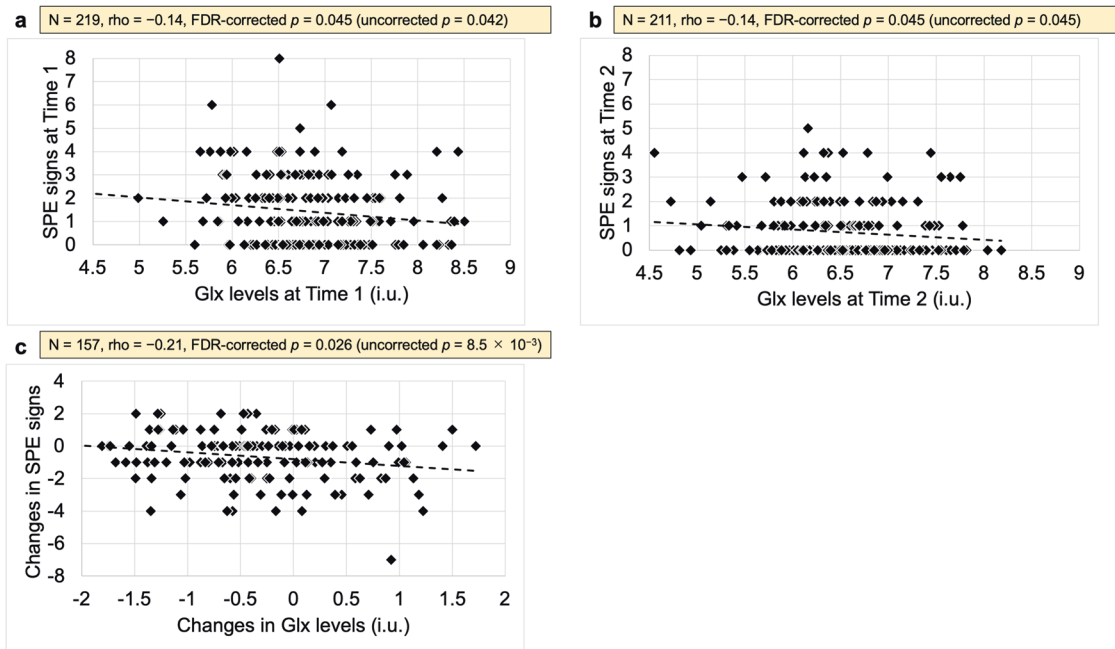 a
N = 219, rho = −0.14, FDR-corrected p = 0.045 (uncorrected p = 0.042)
SPE signs at Time 1
8
7
6
5
4
3
2
1
0
4.5 5 5.5 6 6.5 7 7.5 8 8.5 9
Glx levels at Time 1 (i.u.)
b
N = 211, rho = −0.14, FDR-corrected p = 0.045 (uncorrected p = 0.045)
SPE signs at Time 2
8
7
6
5
4
3
2
1
0
4.5 5 5.5 6 6.5 7 7.5 8 8.5 9
Glx levels at Time 2 (i.u.)
c
N = 157, rho = −0.21, FDR-corrected p = 0.026 (uncorrected p = 8.5 × 10⁻³)
Changes in SPE signs
4
2
0
-2
-4
-6
-8
-2 -1.5 -1 -0.5 0 0.5 1 1.5 2
Changes in Glx levels (i.u.)